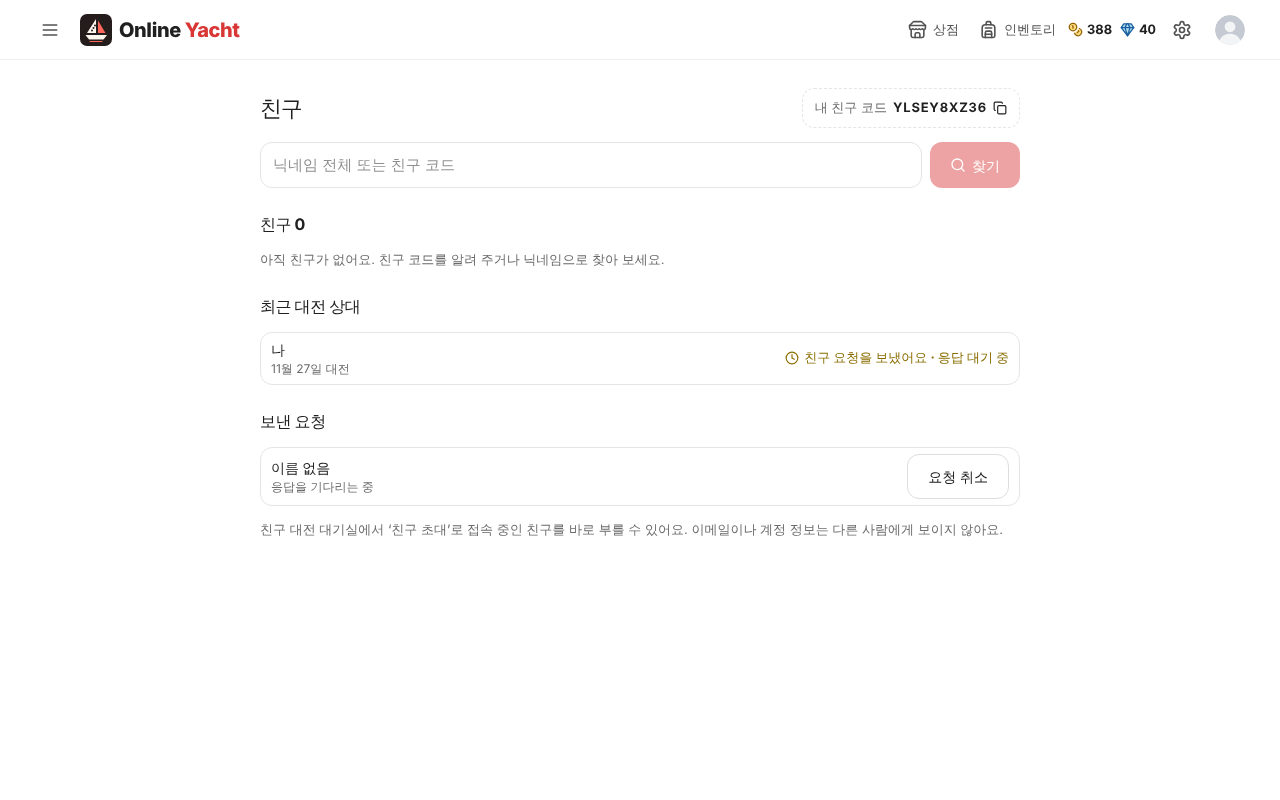 Online Yacht
상점
인벤토리
388
40
친구
내 친구 코드 YLSEY8XZ36
닉네임 전체 또는 친구 코드
찾기
친구 0
아직 친구가 없어요. 친구 코드를 알려 주거나 닉네임으로 찾아 보세요.
최근 대전 상대
나
11월 27일 대전
친구 요청을 보냈어요 · 응답 대기 중
보낸 요청
이름 없음
응답을 기다리는 중
요청 취소
친구 대전 대기실에서 ‘친구 초대’로 접속 중인 친구를 바로 부를 수 있어요. 이메일이나 계정 정보는 다른 사람에게 보이지 않아요.